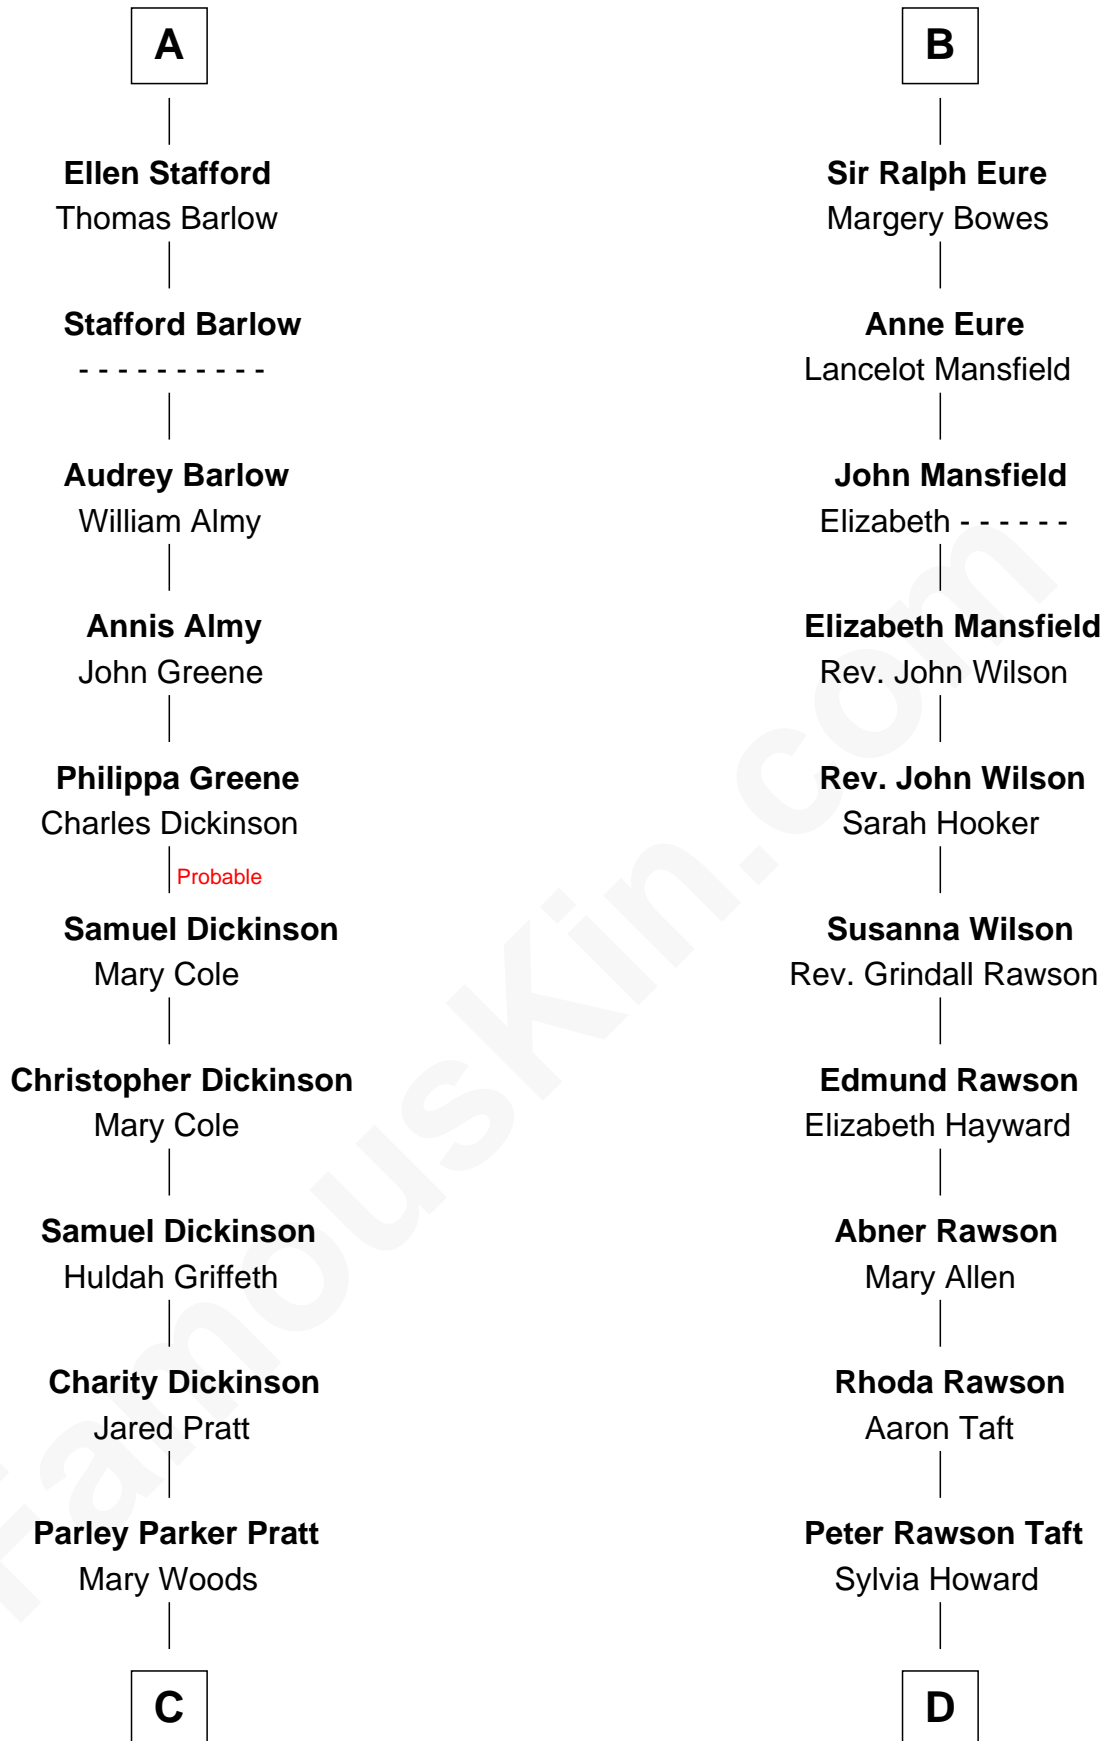 A
Ellen Stafford
Thomas Barlow
Stafford Barlow
- - - - - - - - - -
Audrey Barlow
William Almy
Annis Almy
John Greene
Philippa Greene
Charles Dickinson
Probable
Samuel Dickinson
Mary Cole
Christopher Dickinson
Mary Cole
Samuel Dickinson
Huldah Griffeth
Charity Dickinson
Jared Pratt
Parley Parker Pratt
Mary Woods
C
B
Sir Ralph Eure
Margery Bowes
Anne Eure
Lancelot Mansfield
John Mansfield
Elizabeth - - - - - -
Elizabeth Mansfield
Rev. John Wilson
Rev. John Wilson
Sarah Hooker
Susanna Wilson
Rev. Grindall Rawson
Edmund Rawson
Elizabeth Hayward
Abner Rawson
Mary Allen
Rhoda Rawson
Aaron Taft
Peter Rawson Taft
Sylvia Howard
D
FamousKin.com